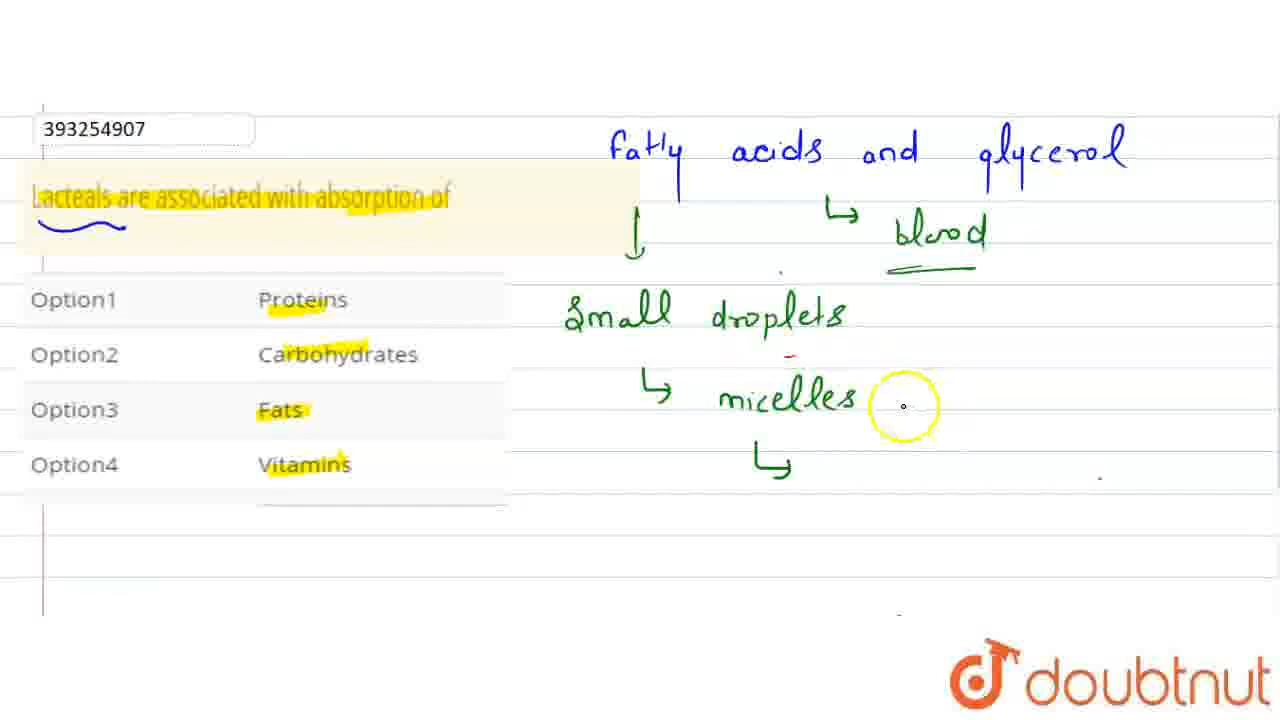 393254907
Lacteals are associated with absorption of
Option1 Proteins
Option2 Carbohydrates
Option3 Fats
Option4 Vitamins
fatty acids and glycerol
blood
Small droplets
micelles
doubtnut